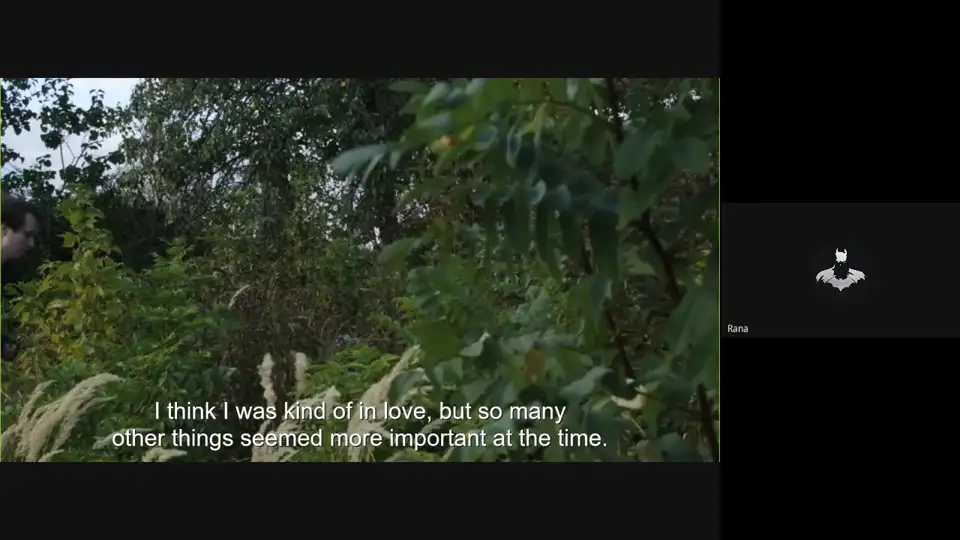 I think I was kind of in love, but so many
other things seemed more important at the time.
Rana